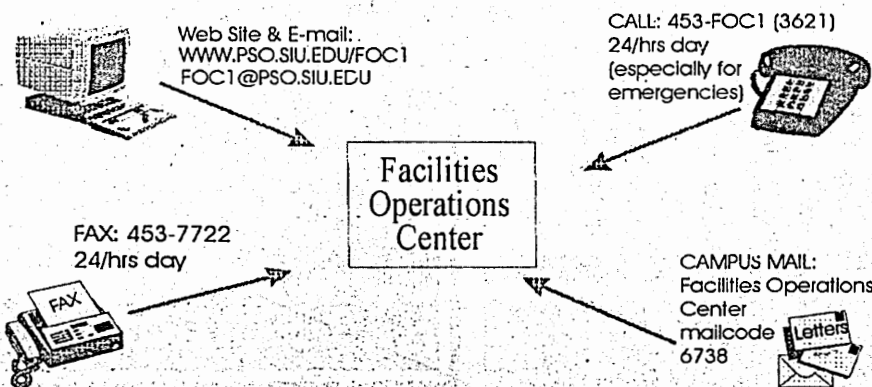 Web Site & E-mail:
WWW.PSO.SIU.EDU/FOC1
FOC1@PSO.SIU.EDU
CALL: 453-FOC1 (3621)
24/hrs day
(especially for
emergencies)
Facilities
Operations
Center
FAX: 453-7722
24/hrs day
FAX
CAMPUS MAIL:
Facilities Operations
Center
mailcode
6738
Letters